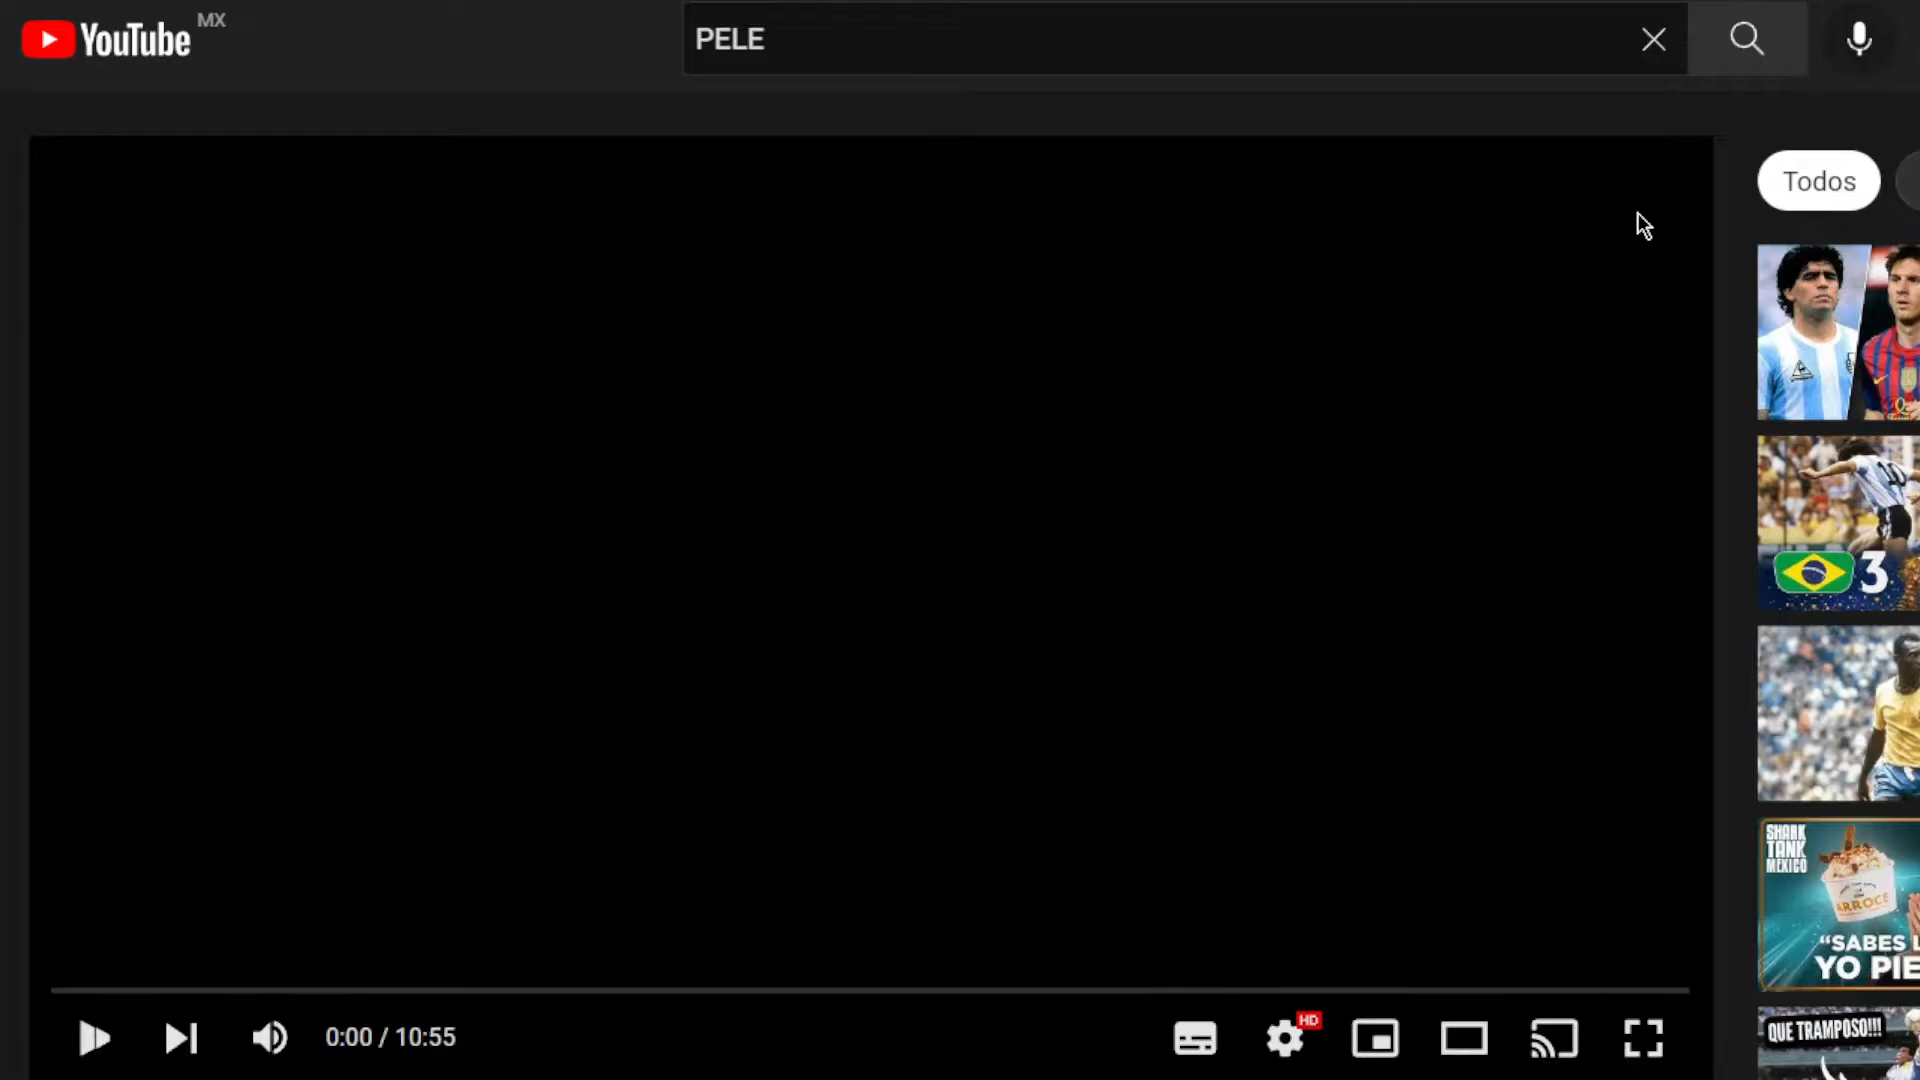 YouTube MX
PELE
Todos
10
3
SHARK
TANK
MEXICO
ARROCE
“SABES L
YO PIE
QUE TRAMPOSO!!!
0:00 / 10:55
HD